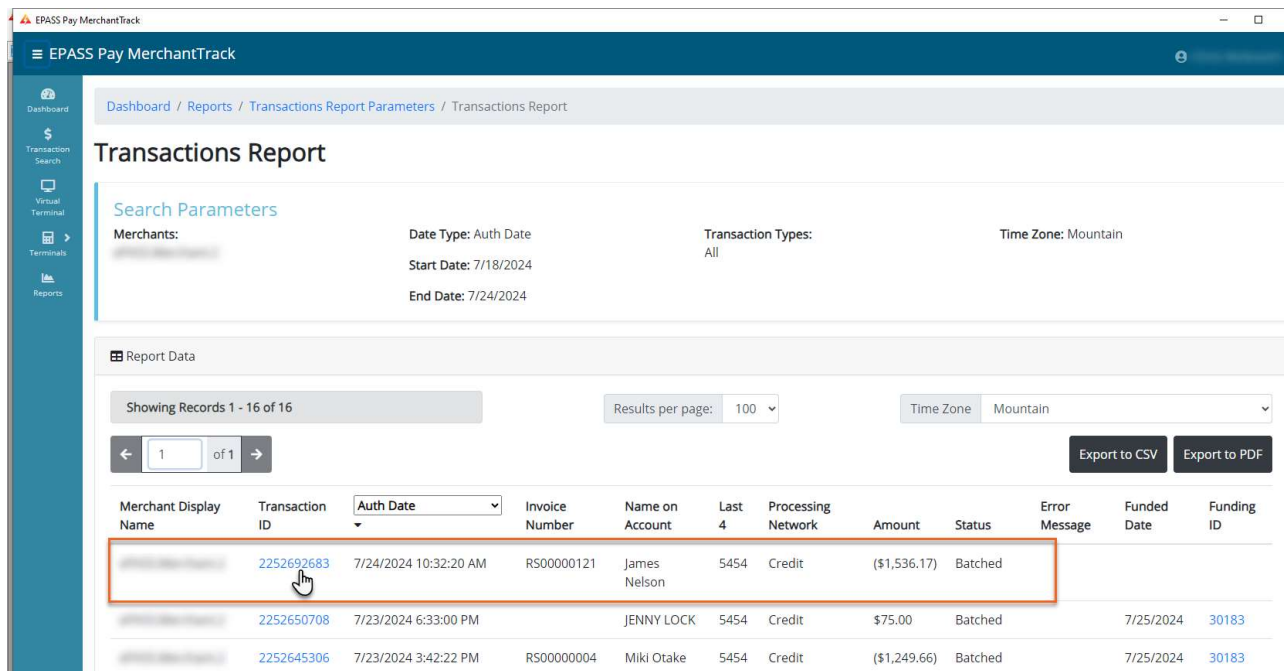 EPASS Pay MerchantTrack
EPASS Pay MerchantTrack
Dashboard
Transaction
Search
Virtual
Terminal
Terminals
Reports
Dashboard / Reports / Transactions Report Parameters / Transactions Report
Transactions Report
Search Parameters
Merchants: Date Type: Auth Date Transaction Types: Time Zone: Mountain
All
Start Date: 7/18/2024
End Date: 7/24/2024
Report Data
Showing Records 1 - 16 of 16 Results per page: 100 Time Zone Mountain
1 of 1 Export to CSV Export to PDF
Merchant Display Transaction Auth Date Invoice Name on Last Processing Error Funded Funding
Name ID Number Account 4 Network Amount Status Message Date ID
2252692683 7/24/2024 10:32:20 AM RS00000121 James 5454 Credit ($1,536.17) Batched
Nelson
2252650708 7/23/2024 6:33:00 PM JENNY LOCK 5454 Credit $75.00 Batched 7/25/2024 30183
2252645306 7/23/2024 3:42:22 PM RS00000004 Miki Otake 5454 Credit ($1,249.66) Batched 7/25/2024 30183